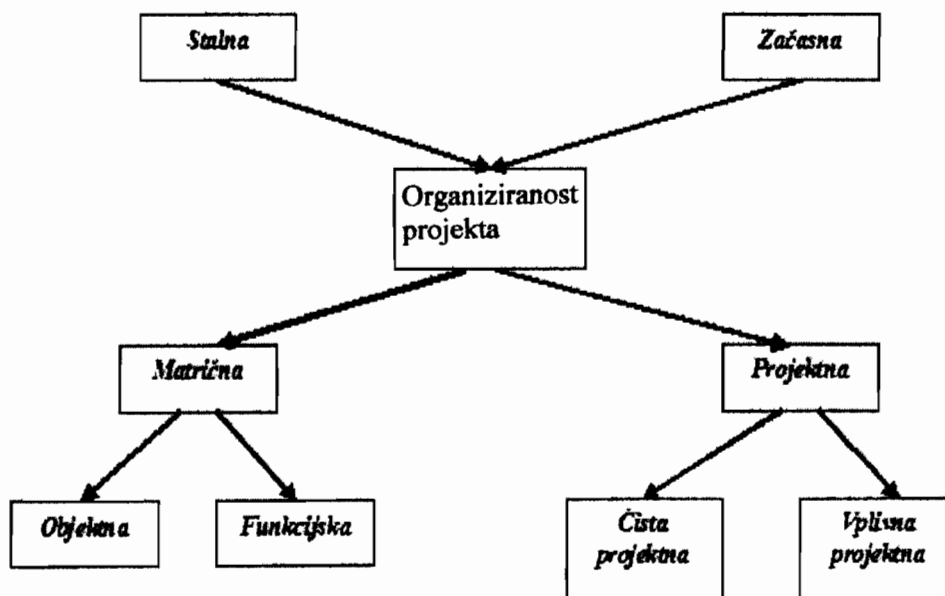 Stalna
Začasna
Organiziranost
projekta
Matrična
Projektna
Objektna
Funkcijska
Čista
projektna
Vplivna
projektna